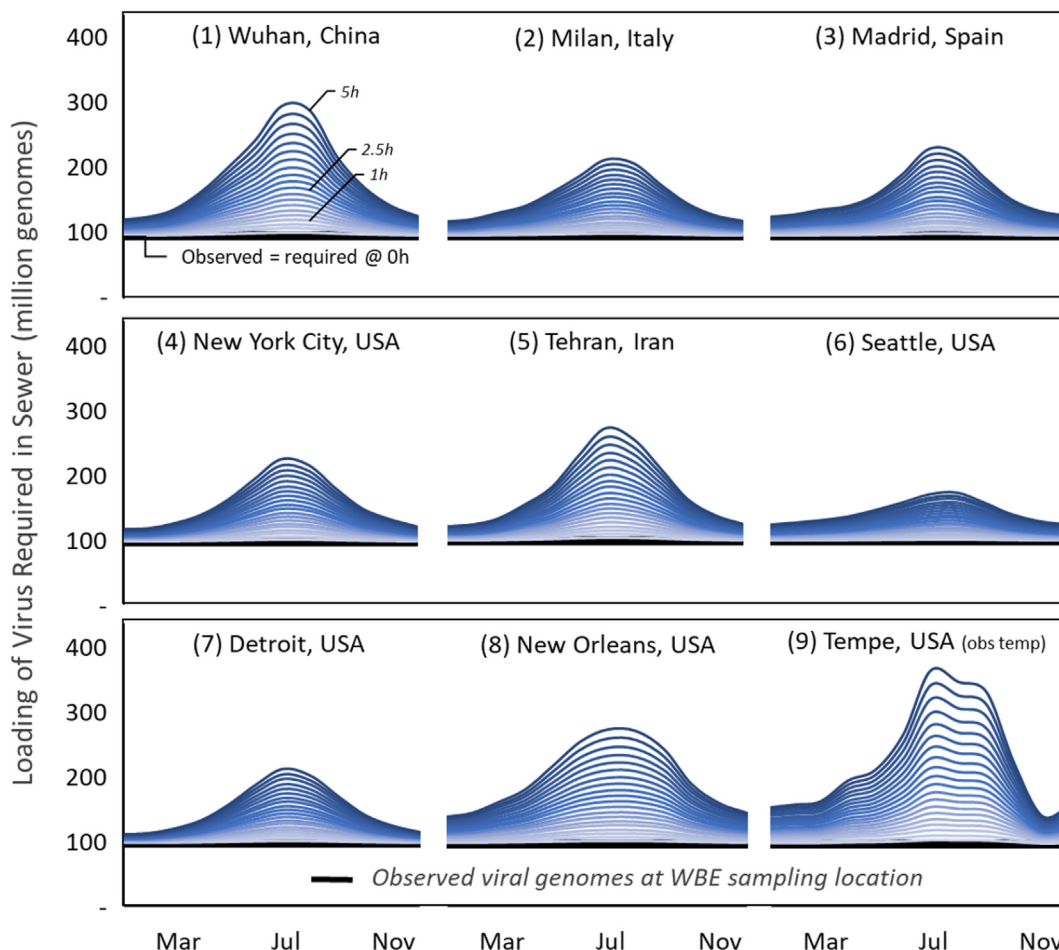 Loading of Virus Required in Sewer (million genomes)
400
300
200
100
-
(1) Wuhan, China
5h
2.5h
1h
Observed = required @ 0h
(2) Milan, Italy
(3) Madrid, Spain
400
300
200
100
-
(4) New York City, USA
(5) Tehran, Iran
(6) Seattle, USA
400
300
200
100
-
(7) Detroit, USA
(8) New Orleans, USA
(9) Tempe, USA (obs temp)
Observed viral genomes at WBE sampling location
Mar Jul Nov Mar Jul Nov Mar Jul Nov